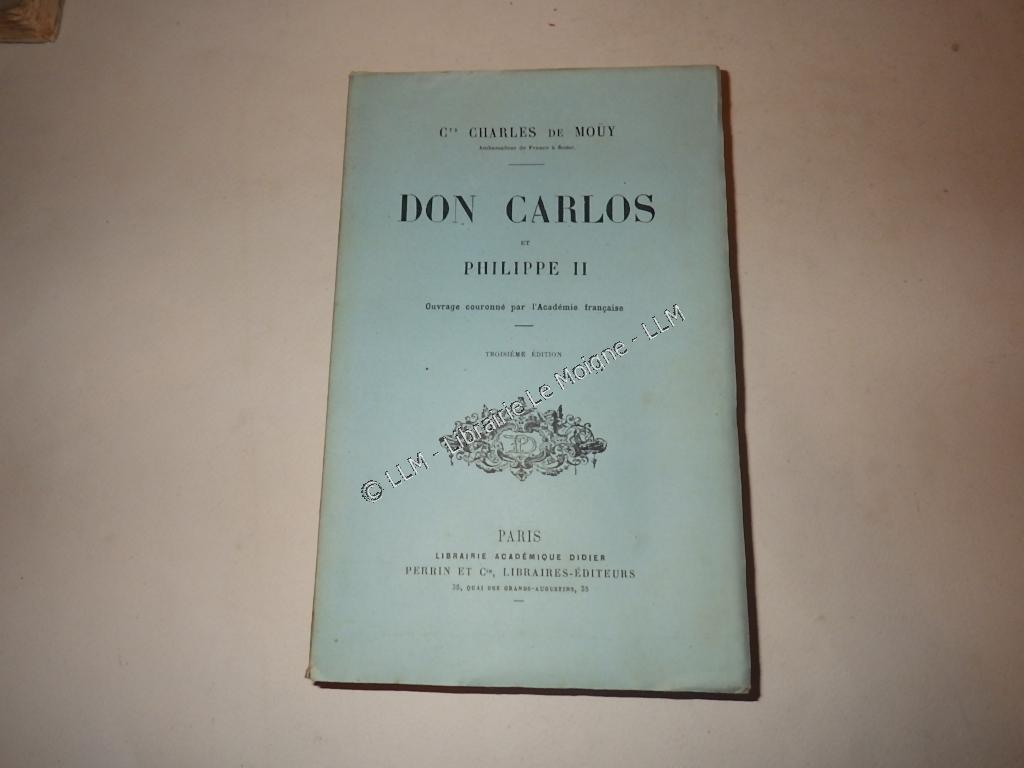 Cte CHARLES DE MOÜY
Ambassadeur de France à Rome.
DON CARLOS
ET
PHILIPPE II
Ouvrage couronné par l'Académie française
TROISIÈME ÉDITION
© LLM - Librairie Le Moigne - LLM
PARIS
LIBRAIRIE ACADÉMIQUE DIDIER
PERRIN ET Cie, LIBRAIRES-ÉDITEURS
35, QUAI DES GRANDS-AUGUSTINS, 35